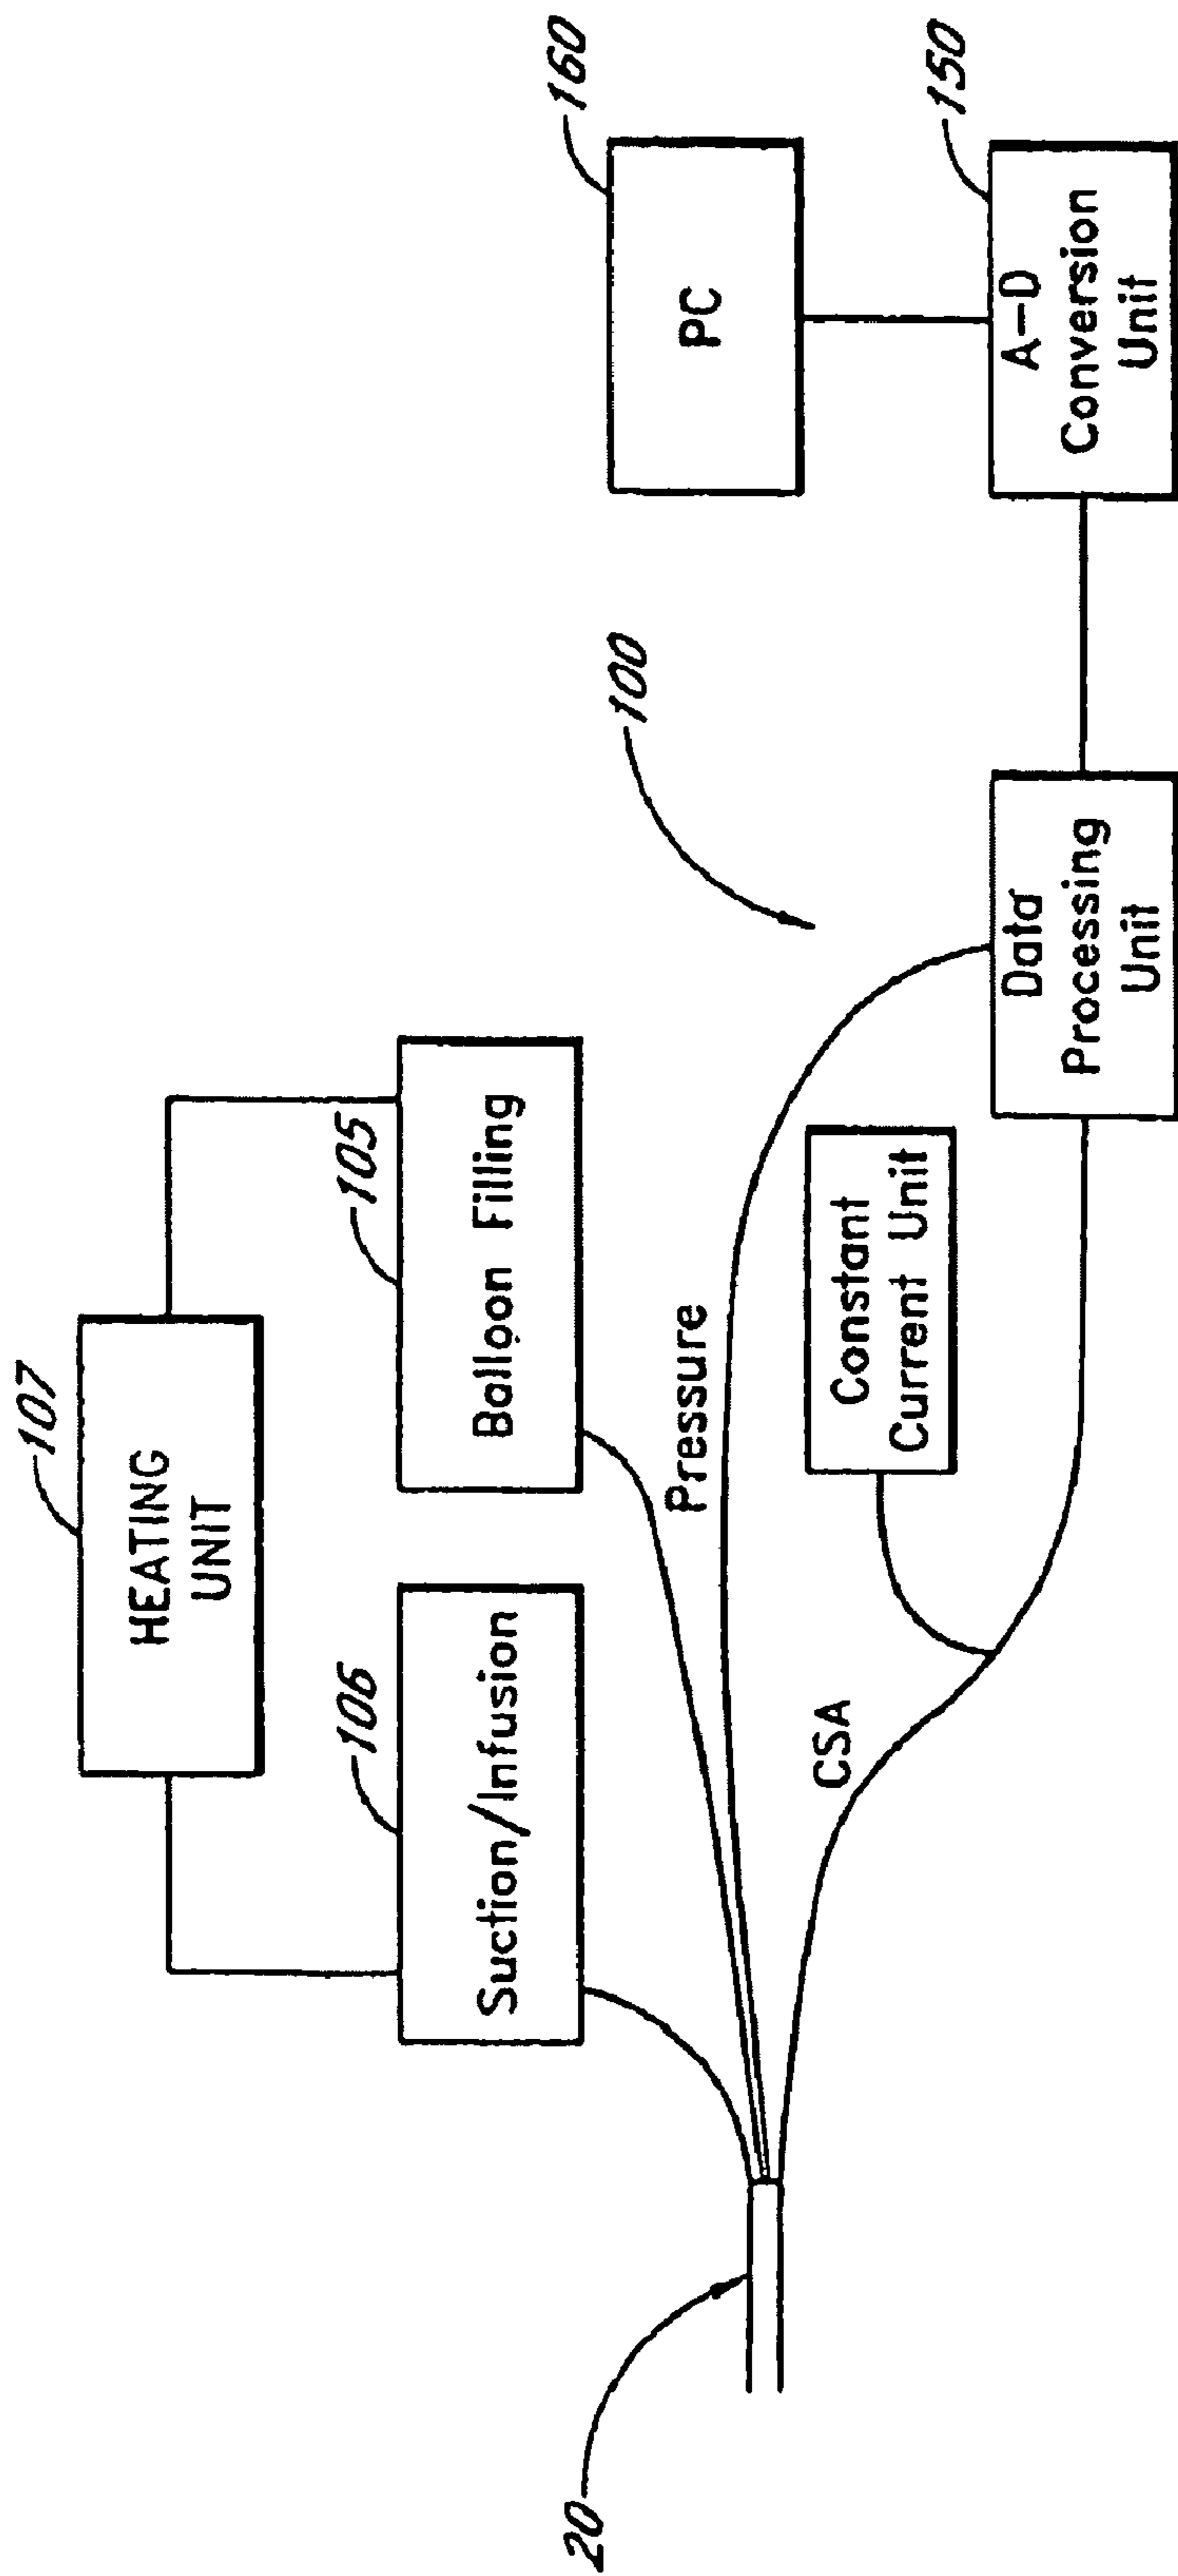 107
HEATING
UNIT
106
Suction/Infusion
105
Balloon Filling
160
PC
100
Pressure
20
CSA
Constant
Current Unit
Data
Processing
Unit
150
A-D
Conversion
Unit